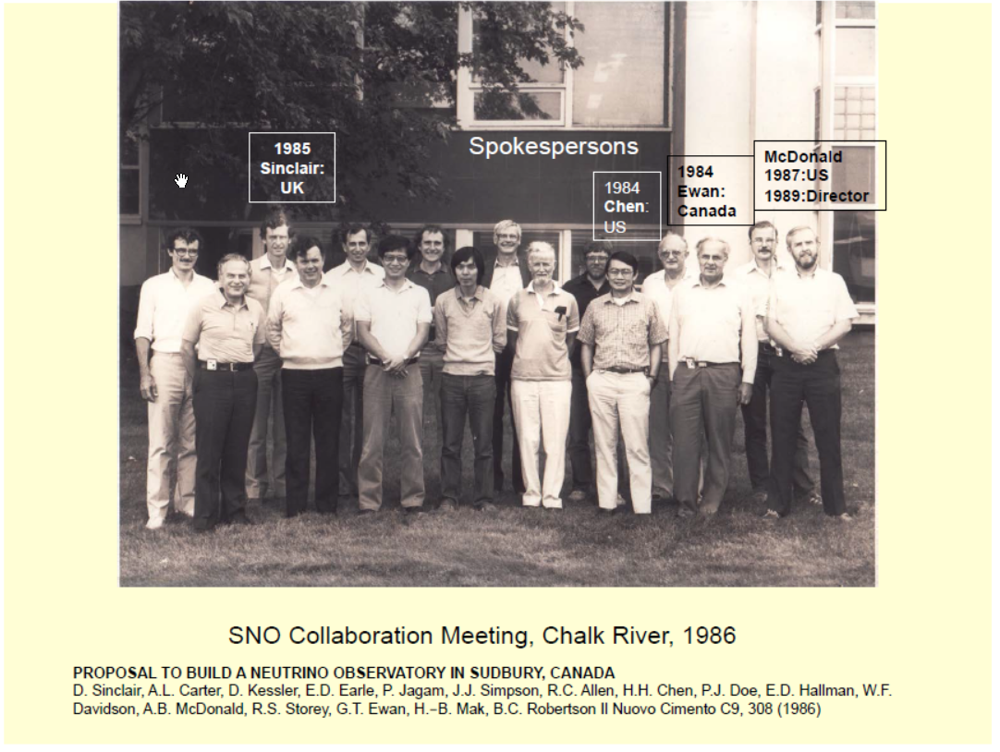 1985
Sinclair:
UK
Spokespersons
1984
Chen:
US
1984
Ewan:
Canada
McDonald
1987:US
1989:Director
SNO Collaboration Meeting, Chalk River, 1986
PROPOSAL TO BUILD A NEUTRINO OBSERVATORY IN SUDBURY, CANADA
D. Sinclair, A.L. Carter, D. Kessler, E.D. Earle, P. Jagam, J.J. Simpson, R.C. Allen, H.H. Chen, P.J. Doe, E.D. Hallman, W.F.
Davidson, A.B. McDonald, R.S. Storey, G.T. Ewan, H.–B. Mak, B.C. Robertson II Nuovo Cimento C9, 308 (1986)